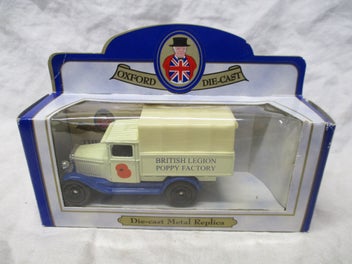 OXFORD DIE-CAST
BRITISH LEGION
POPPY FACTORY
Die-cast Metal Replica